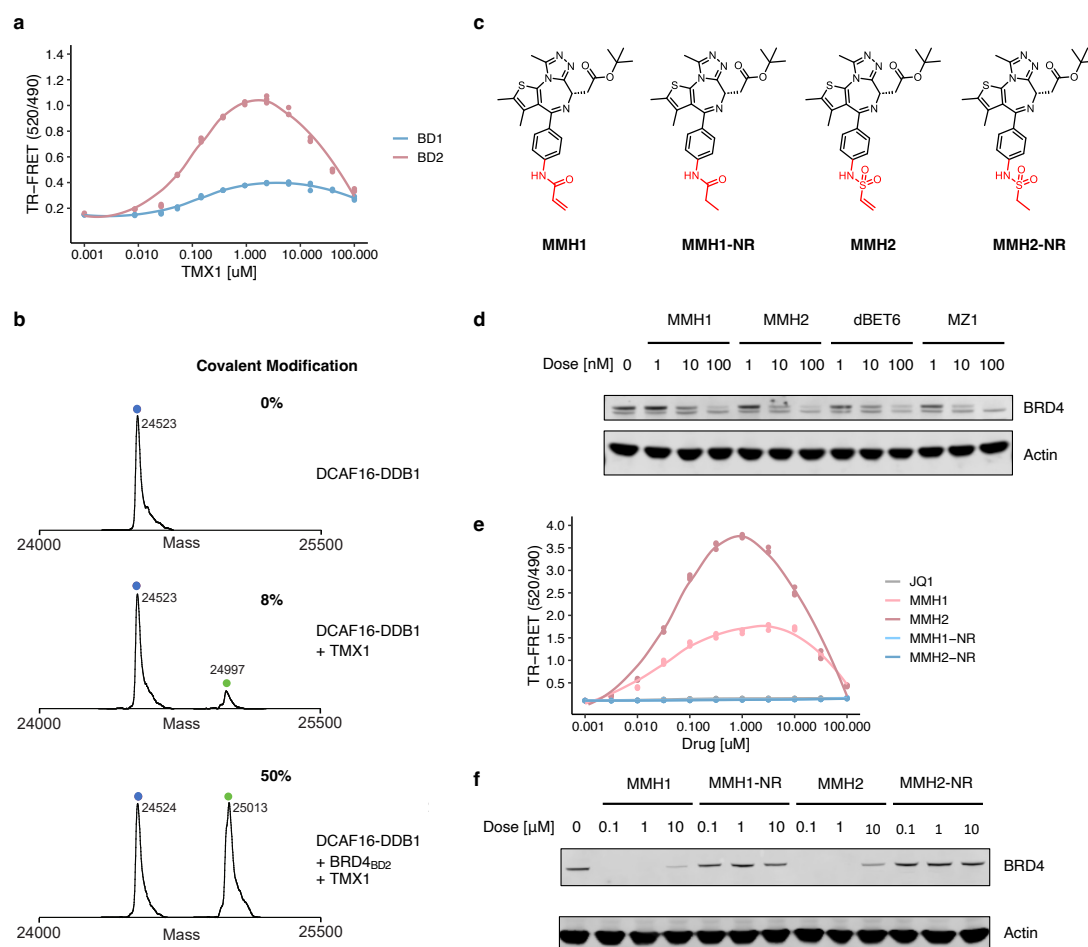 a
TR−FRET (520/490)
1.4
1.2
1.0
0.8
0.6
0.4
0.2
0.001 0.010 0.100 1.000 10.000 100.000
TMX1 [uM]
BD1
BD2
b
Covalent Modification
0%
24523
DCAF16-DDB1
24000 Mass 25500
8%
24523
24997
DCAF16-DDB1
+ TMX1
24000 Mass 25500
50%
24524
25013
DCAF16-DDB1
+ BRD4BD2
+ TMX1
24000 Mass 25500
c
MMH1 MMH1-NR MMH2 MMH2-NR
d
MMH1 MMH2 dBET6 MZ1
Dose [nM] 0 1 10 100 1 10 100 1 10 100 1 10 100
BRD4
Actin
e
TR−FRET (520/490)
4.0
3.5
3.0
2.5
2.0
1.5
1.0
0.5
0.001 0.010 0.100 1.000 10.000 100.000
Drug [uM]
JQ1
MMH1
MMH2
MMH1−NR
MMH2−NR
f
MMH1 MMH1-NR MMH2 MMH2-NR
Dose [µM] 0 0.1 1 10 0.1 1 10 0.1 1 10 0.1 1 10
BRD4
Actin